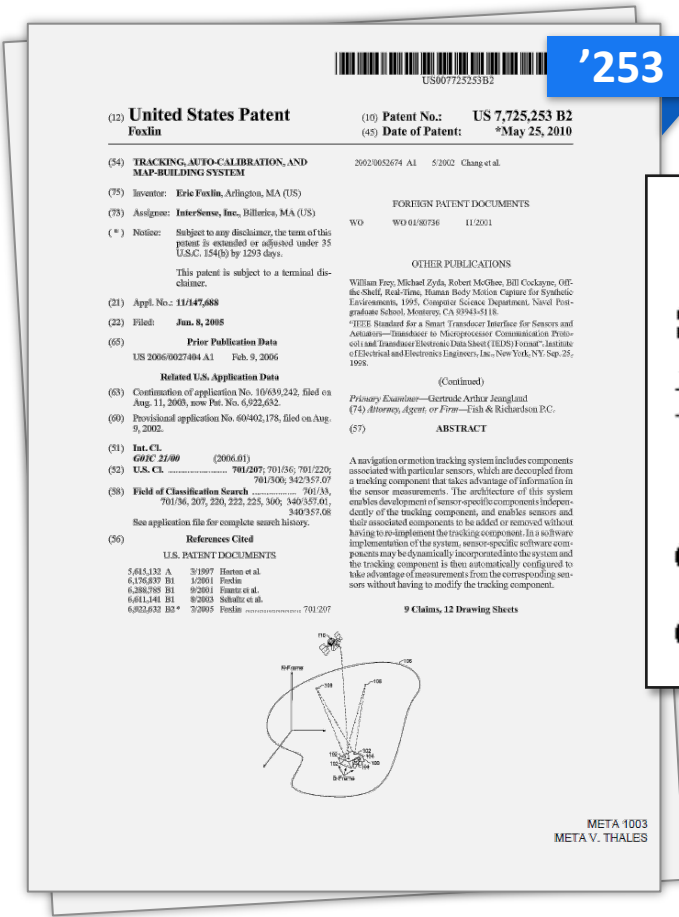 '253
US007725253B2
(12) United States Patent
Foxlin
(10) Patent No.: US 7,725,253 B2
(45) Date of Patent: *May 25, 2010
(54) TRACKING, AUTO-CALIBRATION, AND
MAP-BUILDING SYSTEM
(75) Inventor: Eric Foxlin, Arlington, MA (US)
(73) Assignee: InterSense, Inc., Billerica, MA (US)
( * ) Notice: Subject to any disclaimer, the term of this
patent is extended or adjusted under 35
U.S.C. 154(b) by 1293 days.
This patent is subject to a terminal dis-
claimer.
(21) Appl. No.: 11/147,688
(22) Filed: Jun. 8, 2005
(65) Prior Publication Data
US 2006/0027404 A1 Feb. 9, 2006
Related U.S. Application Data
(63) Continuation of application No. 10/639,242, filed on
Aug. 11, 2003, now Pat. No. 6,922,632.
(60) Provisional application No. 60/402,178, filed on Aug.
9, 2002.
(51) Int. Cl.
G01C 21/00 (2006.01)
(52) U.S. Cl. .................... 701/207; 701/36; 701/220;
701/300; 342/357.07
(58) Field of Classification Search ............... 701/33,
701/36, 207, 220, 222, 225, 300; 340/357.01,
340/357.08
See application file for complete search history.
(56) References Cited
U.S. PATENT DOCUMENTS
5,615,132 A 3/1997 Horton et al.
6,176,837 B1 1/2001 Foxlin
6,288,785 B1 9/2001 Frantz et al.
6,611,141 B1 8/2003 Schultz et al.
6,922,632 B2 * 7/2005 Foxlin ..................... 701/207
2002/0052674 A1 5/2002 Chang et al.
FOREIGN PATENT DOCUMENTS
WO WO 01/80736 11/2001
OTHER PUBLICATIONS
William Frey, Michael Zyda, Robert McGhee, Bill Cockayne, Off-
the-Shelf, Real-Time, Human Body Motion Capture for Synthetic
Environments, 1995, Computer Science Department, Navel Post-
graduate School, Monterey, CA 93943-5118.
"IEEE Standard for a Smart Transducer Interface for Sensors and
Actuators—Transducer to Microprocessor Communication Proto-
cols and Transducer Electronic Data Sheet (TEDS) Format". Institute
of Electrical and Electronics Engineers, Inc., New York, NY. Sep. 25,
1998.
(Continued)
Primary Examiner—Gertrude Arthur Jeanglaud
(74) Attorney, Agent, or Firm—Fish & Richardson P.C.
(57) ABSTRACT
A navigation or motion tracking system includes components
associated with particular sensors, which are decoupled from
a tracking component that takes advantage of information in
the sensor measurements. The architecture of this system
enables development of sensor-specific components indepen-
dently of the tracking component, and enables sensors and
their associated components to be added or removed without
having to re-implement the tracking component. In a software
implementation of the system, sensor-specific software com-
ponents may be dynamically incorporated into the system and
the tracking component is then automatically configured to
take advantage of measurements from the corresponding sen-
sors without having to modify the tracking component.
9 Claims, 12 Drawing Sheets
110
N-Frame
106
108
108
102
B-Frame
META 1003
META V. THALES